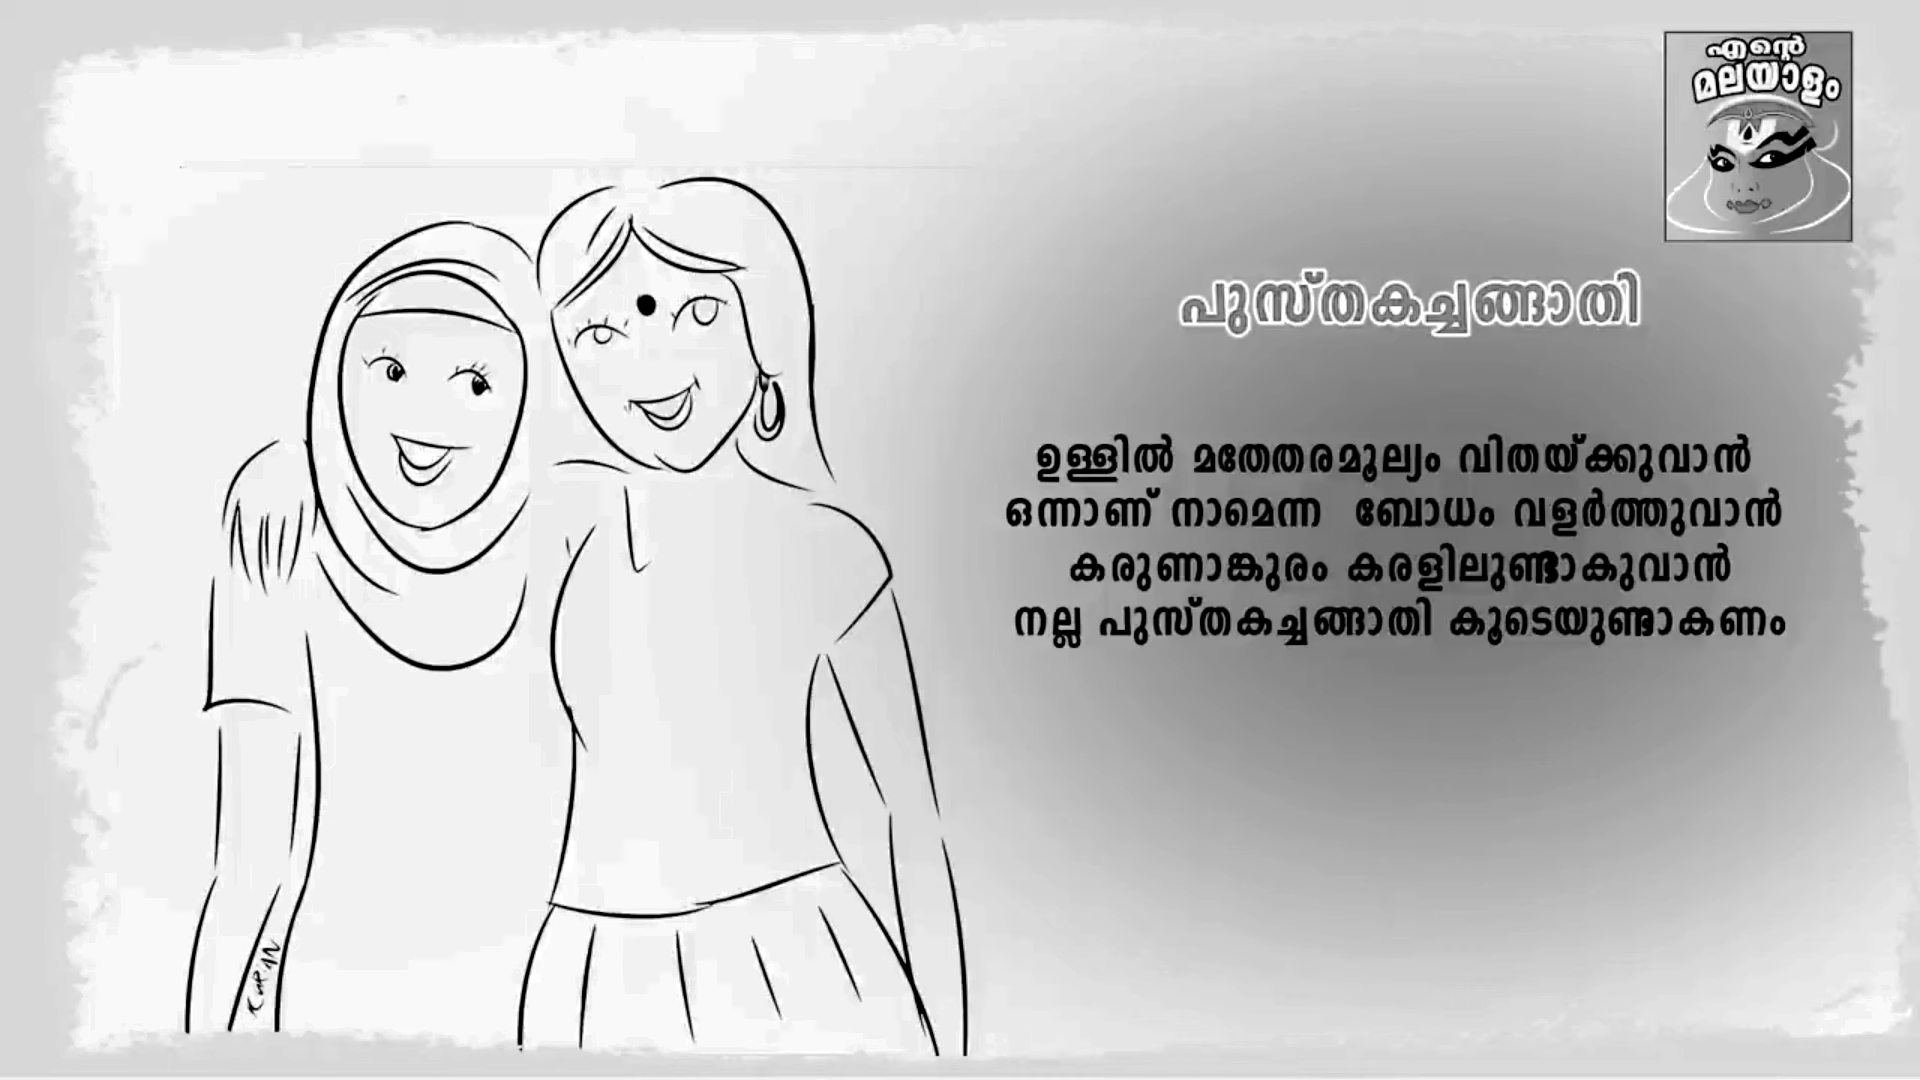 എന്റെ
മലയാളം
പുസ്തകച്ചങ്ങാതി
ഉള്ളിൽ മതേതരമൂല്യം വിതയ്ക്കുവാൻ
ഒന്നാണ് നാമെന്ന ബോധം വളർത്തുവാൻ
കരുണാങ്കുരം കരളിലുണ്ടാകുവാൻ
നല്ല പുസ്തകച്ചങ്ങാതി കൂടെയുണ്ടാകണം